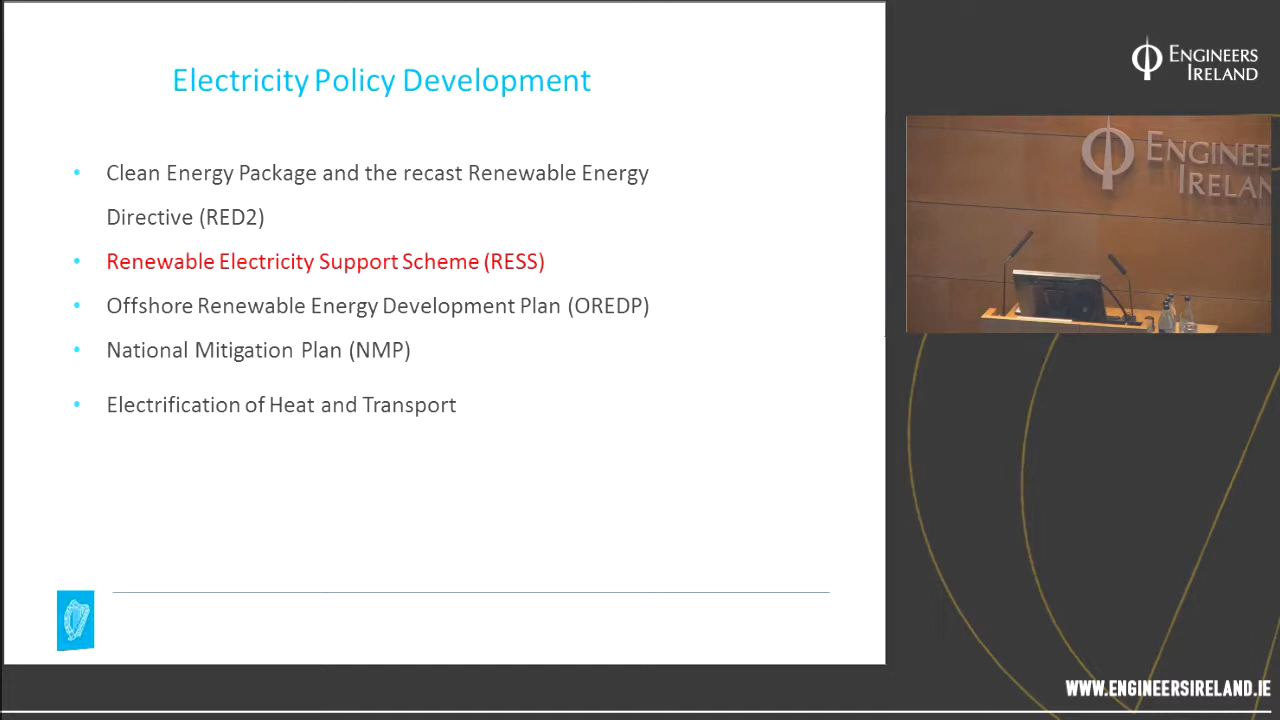 Electricity Policy Development
• Clean Energy Package and the recast Renewable Energy
Directive (RED2)
• Renewable Electricity Support Scheme (RESS)
• Offshore Renewable Energy Development Plan (OREDP)
• National Mitigation Plan (NMP)
• Electrification of Heat and Transport
ENGINEERS
IRELAND
ENGINEE
IRELAN
WWW.ENGINEERSIRELAND.IE